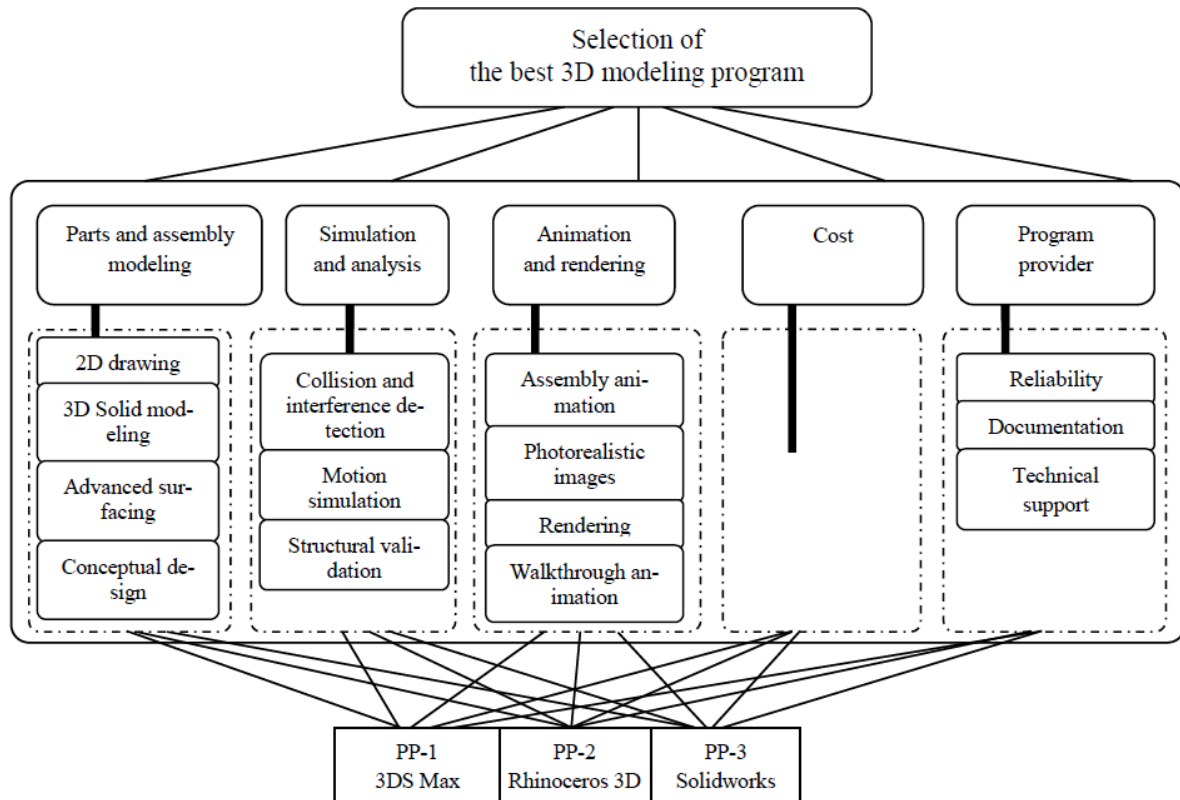 Selection of
the best 3D modeling program
Parts and assembly
modeling
Simulation
and analysis
Animation
and rendering
Cost
Program
provider
2D drawing
3D Solid mod-
eling
Advanced sur-
facing
Conceptual de-
sign
Collision and
interference de-
tection
Motion
simulation
Structural vali-
dation
Assembly ani-
mation
Photorealistic
images
Rendering
Walkthrough an-
imation
Reliability
Documentation
Technical
support
PP-1
3DS Max
PP-2
Rhinoceros 3D
PP-3
Solidworks